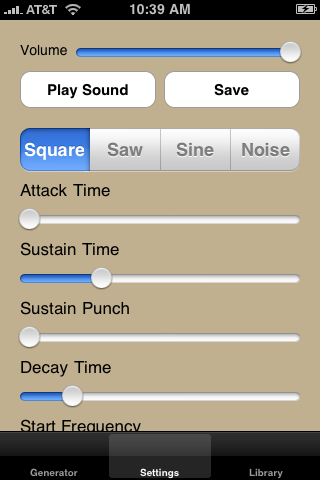 AT&T 10:39 AM
Volume
Play Sound Save
Square Saw Sine Noise
Attack Time
Sustain Time
Sustain Punch
Decay Time
Start Frequency
Generator Settings Library